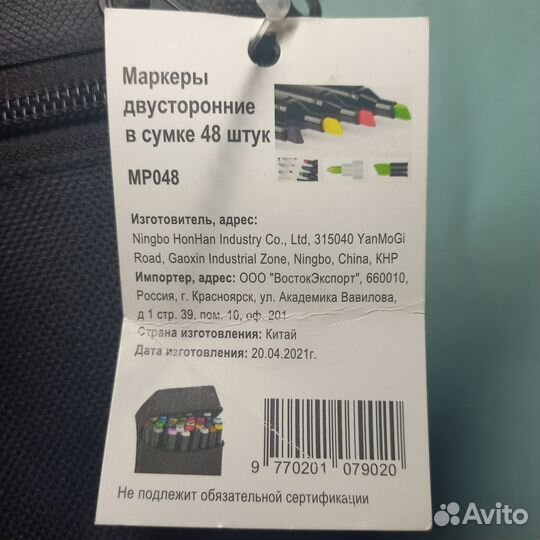 Маркеры
двусторонние
в сумке 48 штук
МР048
Изготовитель, адрес:
Ningbo HonHan Industry Co., Ltd, 315040 YanMoGi
Road, Gaoxin Industrial Zone, Ningbo, China, КНР
Импортер, адрес: ООО "ВостокЭкспорт", 660010,
Россия, г. Красноярск, ул. Академика Вавилова,
д 1 стр. 39, пом. 10, оф. 201
Страна изготовления: Китай
Дата изготовления: 20.04.2021г.
9 770201 079020
Не подлежит обязательной сертификации
Avito